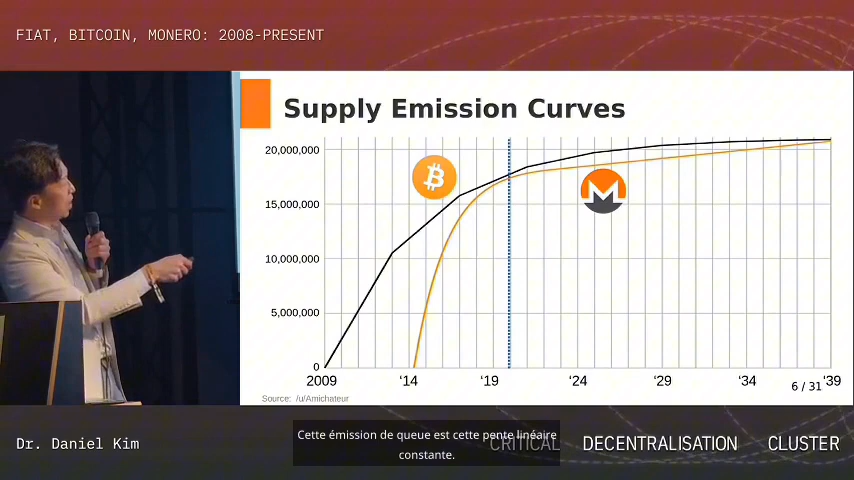 FIAT, BITCOIN, MONERO: 2008-PRESENT
Supply Emission Curves
20,000,000
15,000,000
10,000,000
5,000,000
0
2009 '14 '19 '24 '29 '34 '39
6 / 31
Source: /u/Amichateur
Dr. Daniel Kim
CRITICAL DECENTRALISATION CLUSTER
Cette émission de queue est cette pente linéaire
constante.